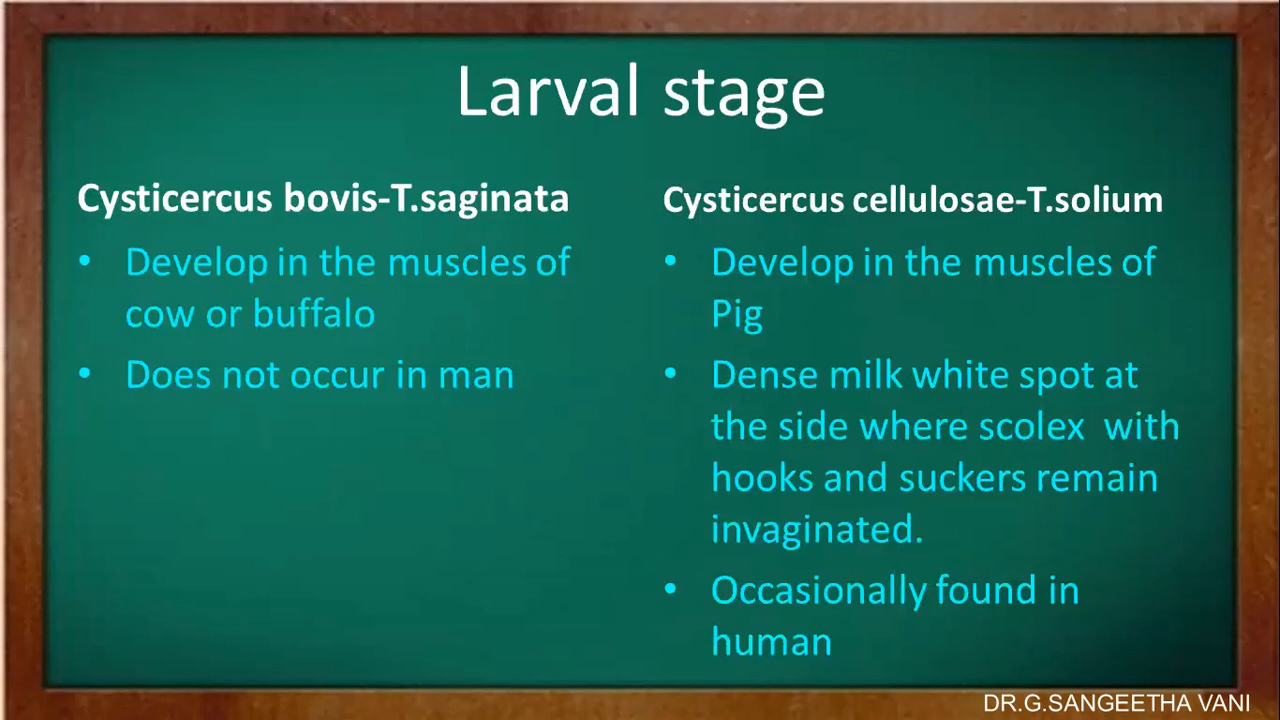 Larval stage
Cysticercus bovis-T.saginata
• Develop in the muscles of
cow or buffalo
• Does not occur in man
Cysticercus cellulosae-T.solium
• Develop in the muscles of
Pig
• Dense milk white spot at
the side where scolex with
hooks and suckers remain
invaginated.
• Occasionally found in
human
DR.G.SANGEETHA VANI